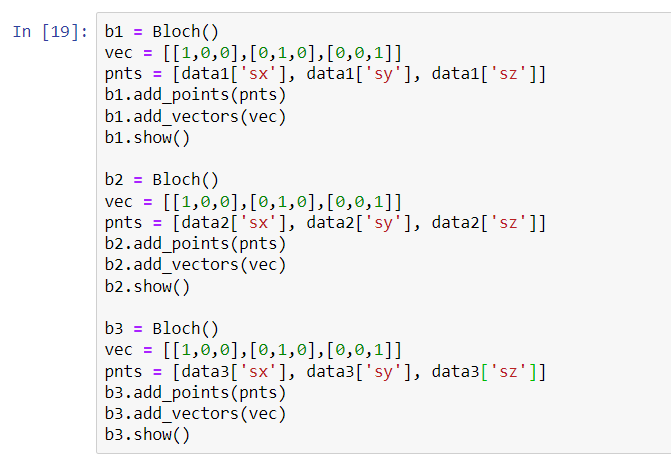 In [19]: b1 = Bloch()
vec = [[1,0,0],[0,1,0],[0,0,1]]
pnts = [data1['sx'], data1['sy'], data1['sz']]
b1.add_points(pnts)
b1.add_vectors(vec)
b1.show()

b2 = Bloch()
vec = [[1,0,0],[0,1,0],[0,0,1]]
pnts = [data2['sx'], data2['sy'], data2['sz']]
b2.add_points(pnts)
b2.add_vectors(vec)
b2.show()

b3 = Bloch()
vec = [[1,0,0],[0,1,0],[0,0,1]]
pnts = [data3['sx'], data3['sy'], data3['sz']]
b3.add_points(pnts)
b3.add_vectors(vec)
b3.show()